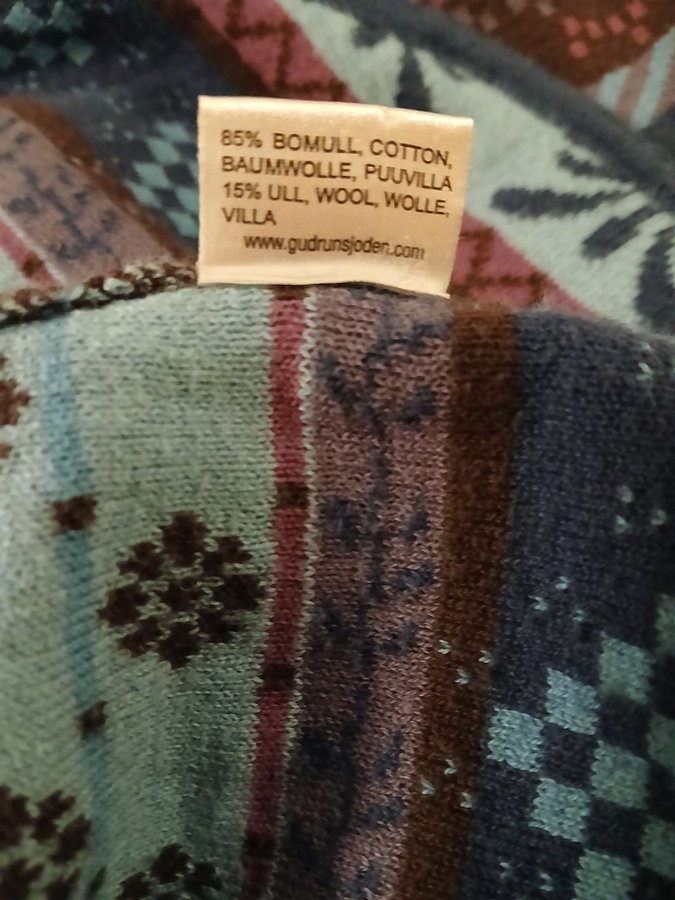 85% BOMULL, COTTON,
BAUMWOLLE, PUUVILLA
15% ULL, WOOL, WOLLE,
VILLA
www.gudrunsjoden.com